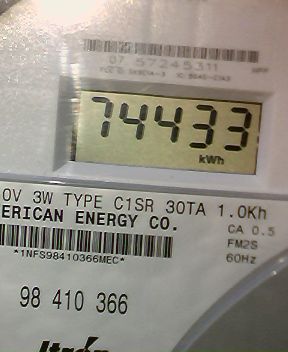 07 57245311
74433
kWh
0V 3W TYPE C1SR 30TA 1.0Kh
ERICAN ENERGY CO.
CA 0.5
FM2S
60Hz
*1NFS98410366MEC*
98 410 366
Itron